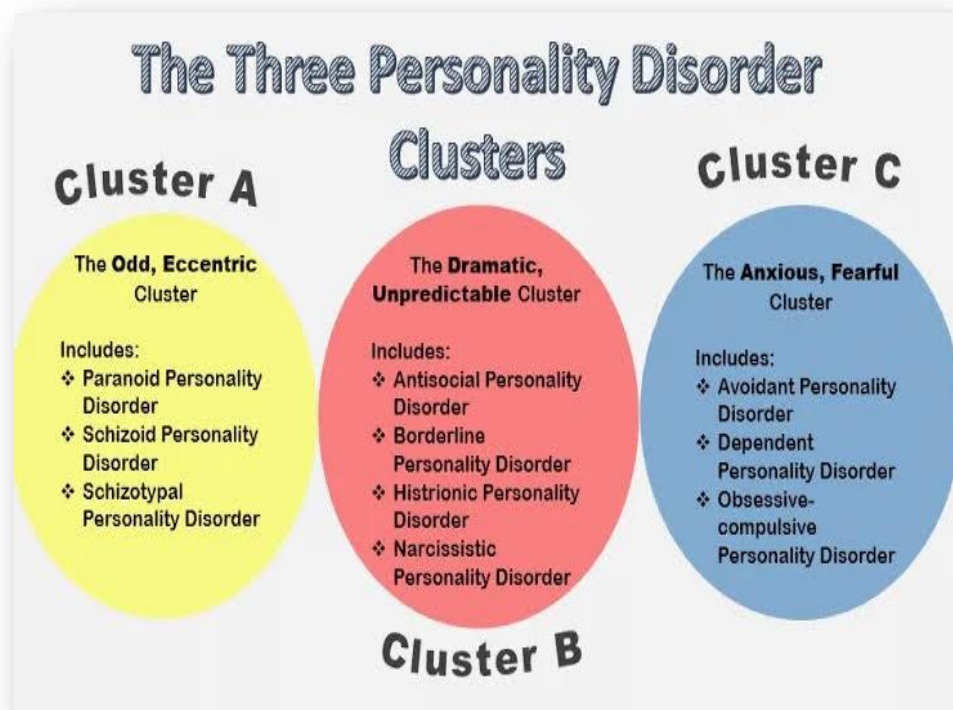 The Three Personality Disorder
Clusters
Cluster A
The Odd, Eccentric
Cluster
Includes:
❖ Paranoid Personality
Disorder
❖ Schizoid Personality
Disorder
❖ Schizotypal
Personality Disorder
The Dramatic,
Unpredictable Cluster
Includes:
❖ Antisocial Personality
Disorder
❖ Borderline
Personality Disorder
❖ Histrionic Personality
Disorder
❖ Narcissistic
Personality Disorder
Cluster B
Cluster C
The Anxious, Fearful
Cluster
Includes:
❖ Avoidant Personality
Disorder
❖ Dependent
Personality Disorder
❖ Obsessive-
compulsive
Personality Disorder